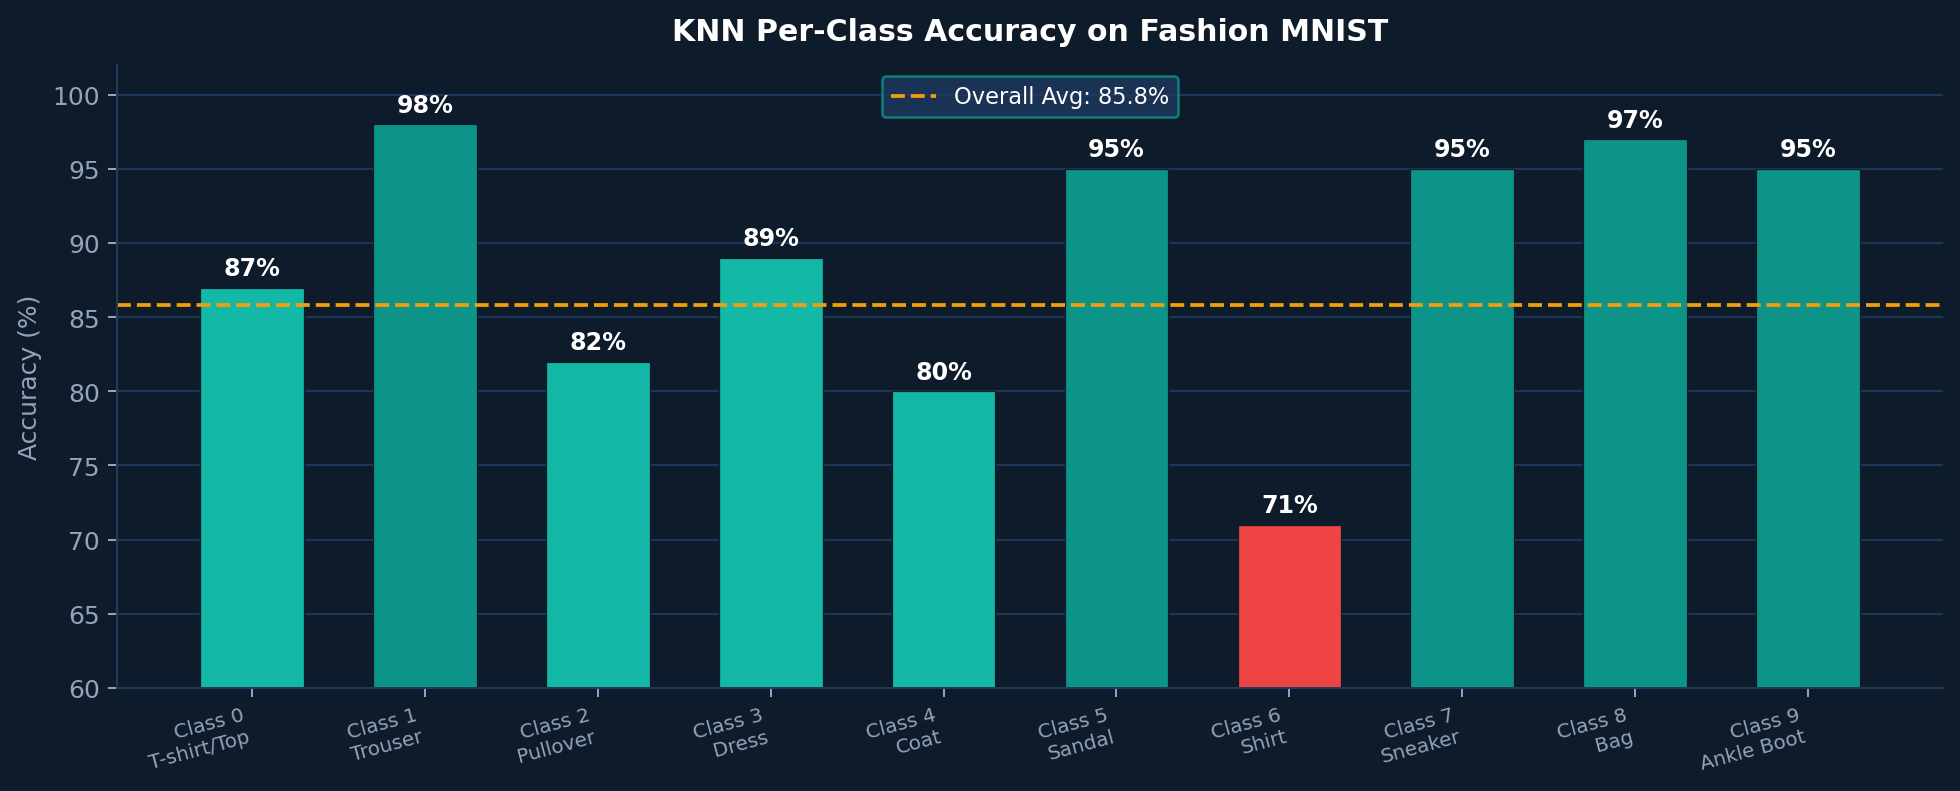 KNN Per-Class Accuracy on Fashion MNIST
Overall Avg: 85.8%
Accuracy (%)
100
95
90
85
80
75
70
65
60
87%
98%
82%
89%
80%
95%
71%
95%
97%
95%
Class 0
T-shirt/Top
Class 1
Trouser
Class 2
Pullover
Class 3
Dress
Class 4
Coat
Class 5
Sandal
Class 6
Shirt
Class 7
Sneaker
Class 8
Bag
Class 9
Ankle Boot